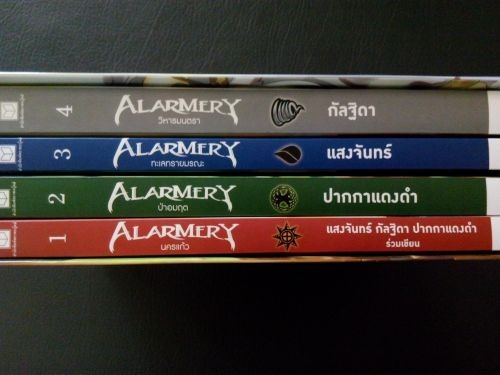 4
ALARMERY
วิหารมนตรา
กัลฐิดา
3
ALARMERY
ทะเลทรายมรณะ
แสงจันทร์
2
ALARMERY
ป่าอมฤต
ปากกาแดงดำ
1
ALARMERY
นครแก้ว
แสงจันทร์ กัลฐิดา ปากกาแดงดำ
ร่วมเขียน